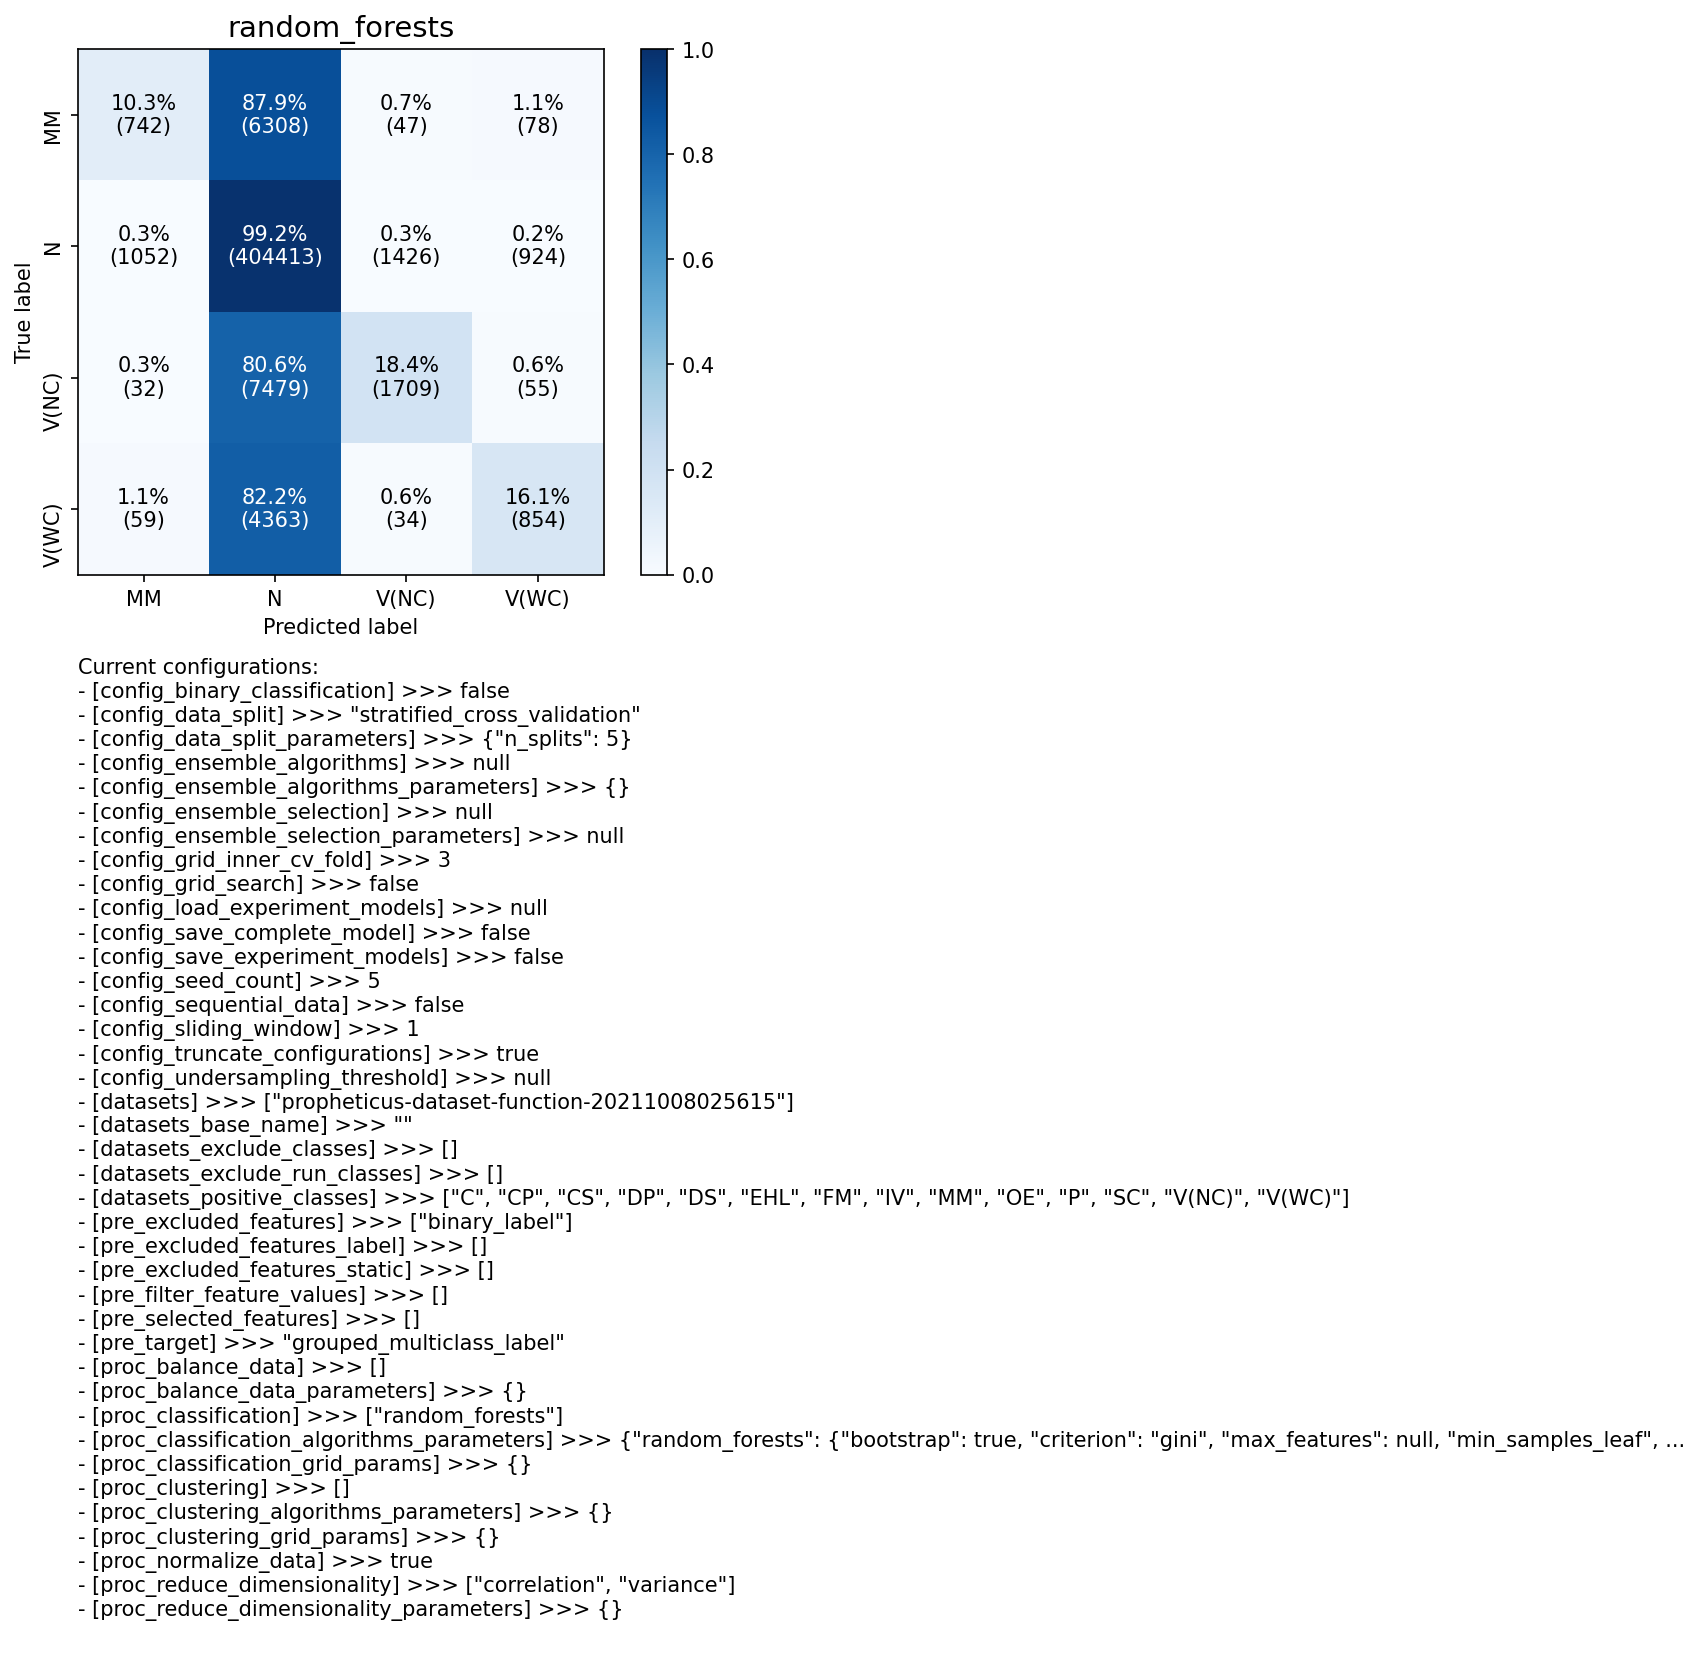 random_forests
10.3% 87.9% 0.7% 1.1%
(742) (6308) (47) (78)
0.3% 99.2% 0.3% 0.2%
(1052) (404413) (1426) (924)
0.3% 80.6% 18.4% 0.6%
(32) (7479) (1709) (55)
1.1% 82.2% 0.6% 16.1%
(59) (4363) (34) (854)
True label
MM
N
V(NC)
V(WC)
MM N V(NC) V(WC)
Predicted label
1.0
0.8
0.6
0.4
0.2
0.0
Current configurations:
- [config_binary_classification] >>> false
- [config_data_split] >>> "stratified_cross_validation"
- [config_data_split_parameters] >>> {"n_splits": 5}
- [config_ensemble_algorithms] >>> null
- [config_ensemble_algorithms_parameters] >>> {}
- [config_ensemble_selection] >>> null
- [config_ensemble_selection_parameters] >>> null
- [config_grid_inner_cv_fold] >>> 3
- [config_grid_search] >>> false
- [config_load_experiment_models] >>> null
- [config_save_complete_model] >>> false
- [config_save_experiment_models] >>> false
- [config_seed_count] >>> 5
- [config_sequential_data] >>> false
- [config_sliding_window] >>> 1
- [config_truncate_configurations] >>> true
- [config_undersampling_threshold] >>> null
- [datasets] >>> ["propheticus-dataset-function-20211008025615"]
- [datasets_base_name] >>> ""
- [datasets_exclude_classes] >>> []
- [datasets_exclude_run_classes] >>> []
- [datasets_positive_classes] >>> ["C", "CP", "CS", "DP", "DS", "EHL", "FM", "IV", "MM", "OE", "P", "SC", "V(NC)", "V(WC)"]
- [pre_excluded_features] >>> ["binary_label"]
- [pre_excluded_features_label] >>> []
- [pre_excluded_features_static] >>> []
- [pre_filter_feature_values] >>> []
- [pre_selected_features] >>> []
- [pre_target] >>> "grouped_multiclass_label"
- [proc_balance_data] >>> []
- [proc_balance_data_parameters] >>> {}
- [proc_classification] >>> ["random_forests"]
- [proc_classification_algorithms_parameters] >>> {"random_forests": {"bootstrap": true, "criterion": "gini", "max_features": null, "min_samples_leaf", ...
- [proc_classification_grid_params] >>> {}
- [proc_clustering] >>> []
- [proc_clustering_algorithms_parameters] >>> {}
- [proc_clustering_grid_params] >>> {}
- [proc_normalize_data] >>> true
- [proc_reduce_dimensionality] >>> ["correlation", "variance"]
- [proc_reduce_dimensionality_parameters] >>> {}